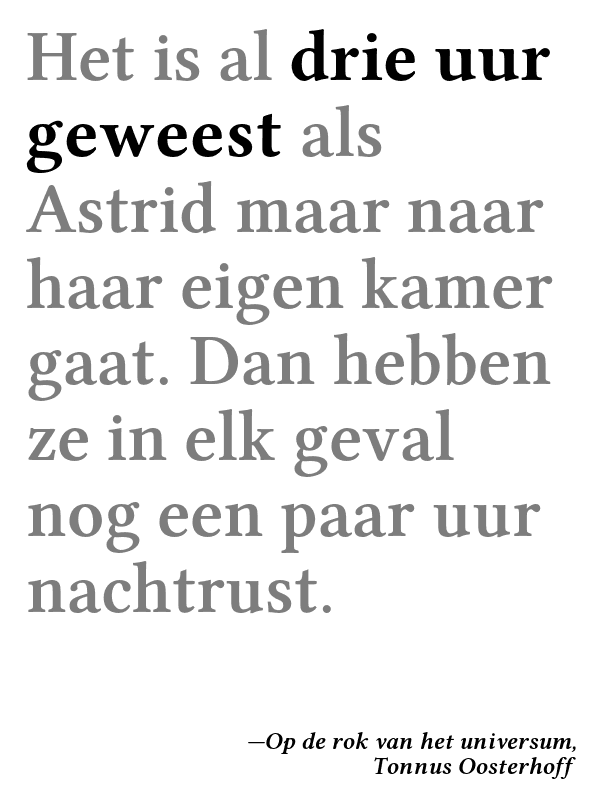 Het is al drie uur
geweest als
Astrid maar naar
haar eigen kamer
gaat. Dan hebben
ze in elk geval
nog een paar uur
nachtrust.
—Op de rok van het universum,
Tonnus Oosterhoff